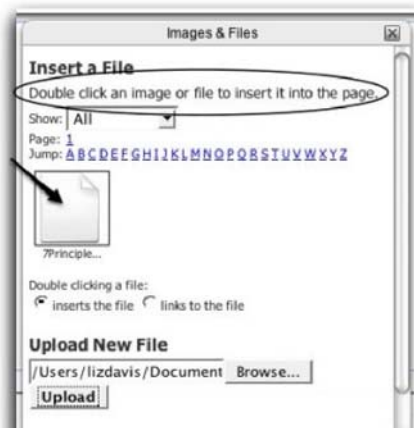 Images & Files
Insert a File
Double click an image or file to insert it into the page.
Show: All
Page: 1
Jump: A B C D E F G H I J K L M N O P Q R S T U V W X Y Z
7Principle...
Double clicking a file:
inserts the file links to the file
Upload New File
/Users/lizdavis/Document Browse...
Upload